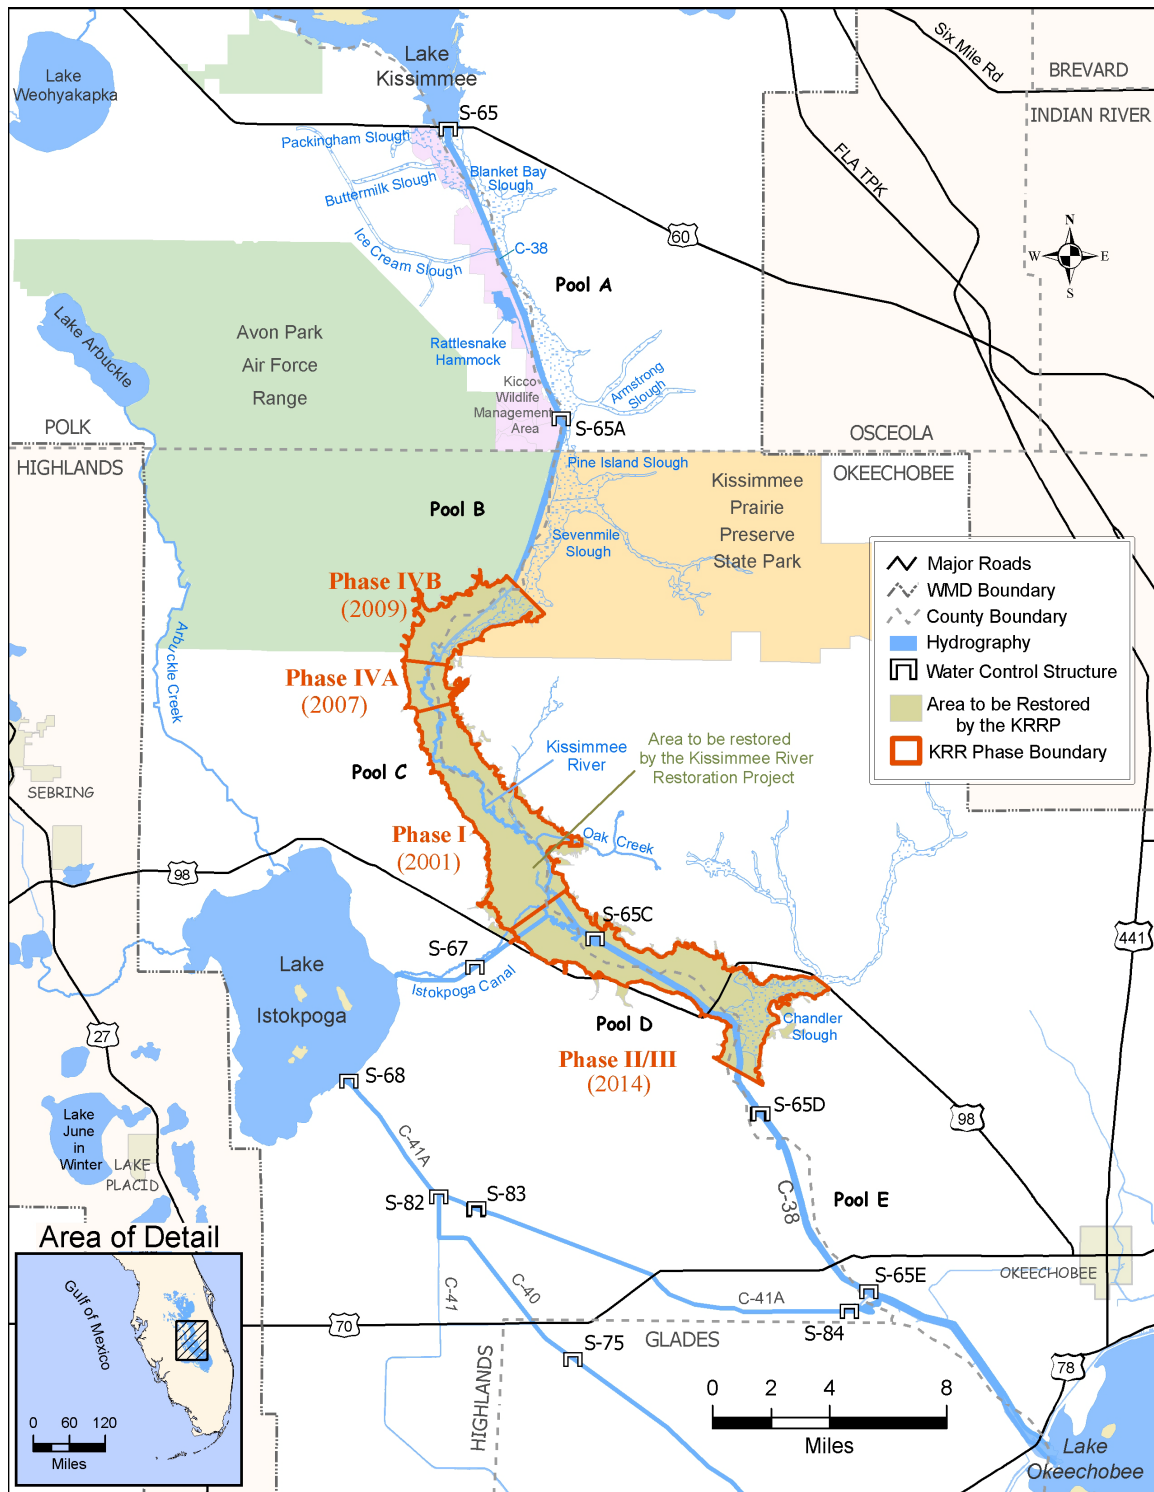 Lake
Kissimmee
Lake
Weohyakapka
Six Mile Rd
BREVARD
INDIAN RIVER
S-65
Packingham Slough
Blanket Bay
Slough
Buttermilk Slough
FLA TPK
Ice Cream Slough
C-38
60
N
W
E
S
Pool A
Lake Arbuckle
Avon Park
Air Force
Range
Rattlesnake
Hammock
Armstrong
Slough
Kicco
Wildlife
Management
Area
S-65A
POLK
OSCEOLA
HIGHLANDS
OKEECHOBEE
Pine Island Slough
Kissimmee
Prairie
Preserve
State Park
Pool B
Sevenmile
Slough
Major Roads
WMD Boundary
County Boundary
Hydrography
Water Control Structure
Area to be Restored
by the KRRP
KRR Phase Boundary
Phase IVB
(2009)
Arbuckle Creek
Phase IVA
(2007)
Kissimmee
River
Area to be restored
by the Kissimmee River
Restoration Project
Pool C
SEBRING
Phase I
(2001)
Oak Creek
98
S-65C
441
S-67
Istokpoga Canal
Lake
Istokpoga
Pool D
Chandler
Slough
27
Phase II/III
(2014)
S-68
S-65D
98
Lake
June
in
Winter
LAKE
PLACID
C-41A
S-82
S-83
C-38
Pool E
Area of Detail
Gulf of Mexico
0 60 120
Miles
OKEECHOBEE
S-65E
C-41
C-40
C-41A
S-84
70
GLADES
S-75
HIGHLANDS
78
0 2 4 8
Miles
Lake
Okeechobee